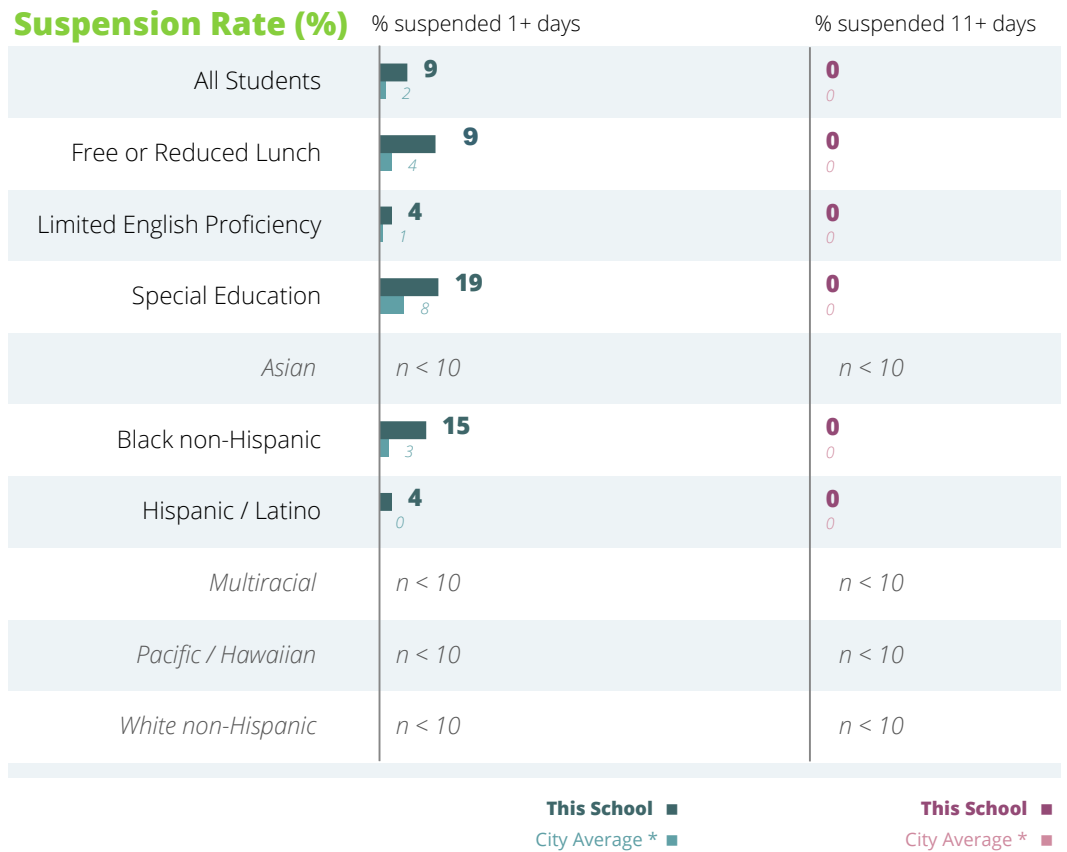 Suspension Rate (%) % suspended 1+ days % suspended 11+ days
All Students 9 0
2 0
Free or Reduced Lunch 9 0
4 0
Limited English Proficiency 4 0
1 0
Special Education 19 0
8 0
Asian n < 10 n < 10
Black non-Hispanic 15 0
3 0
Hispanic / Latino 4 0
0 0
Multiracial n < 10 n < 10
Pacific / Hawaiian n < 10 n < 10
White non-Hispanic n < 10 n < 10
This School This School
City Average * City Average *